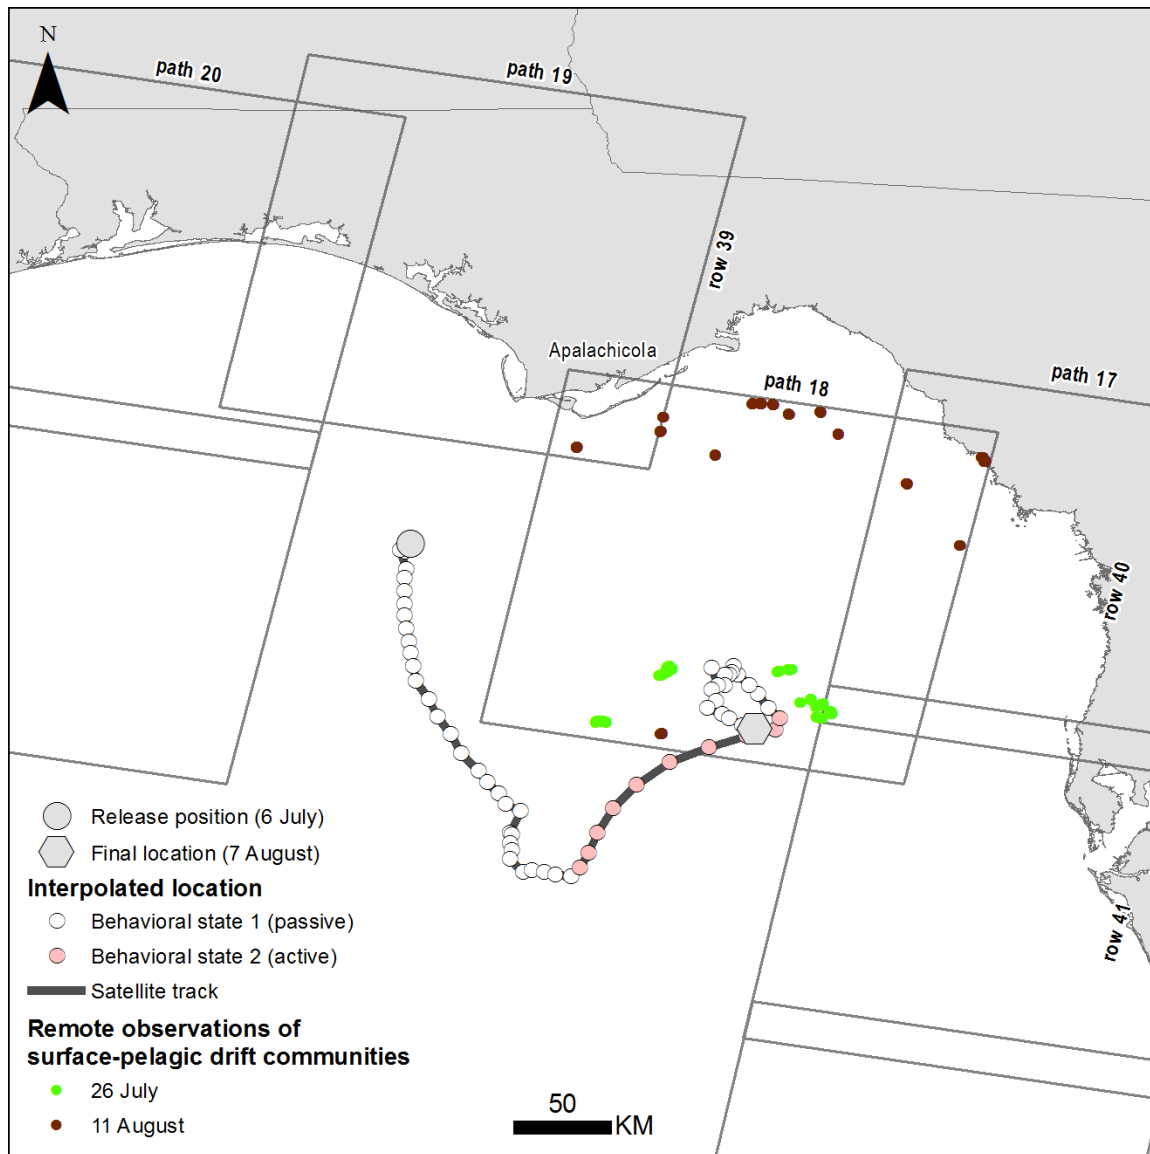 N
path 20
path 19
row 39
Apalachicola
path 18
path 17
row 40
Release position (6 July)
Final location (7 August)
Interpolated location
Behavioral state 1 (passive)
Behavioral state 2 (active)
row 41
Satellite track
Remote observations of
surface-pelagic drift communities
26 July
50
KM
11 August